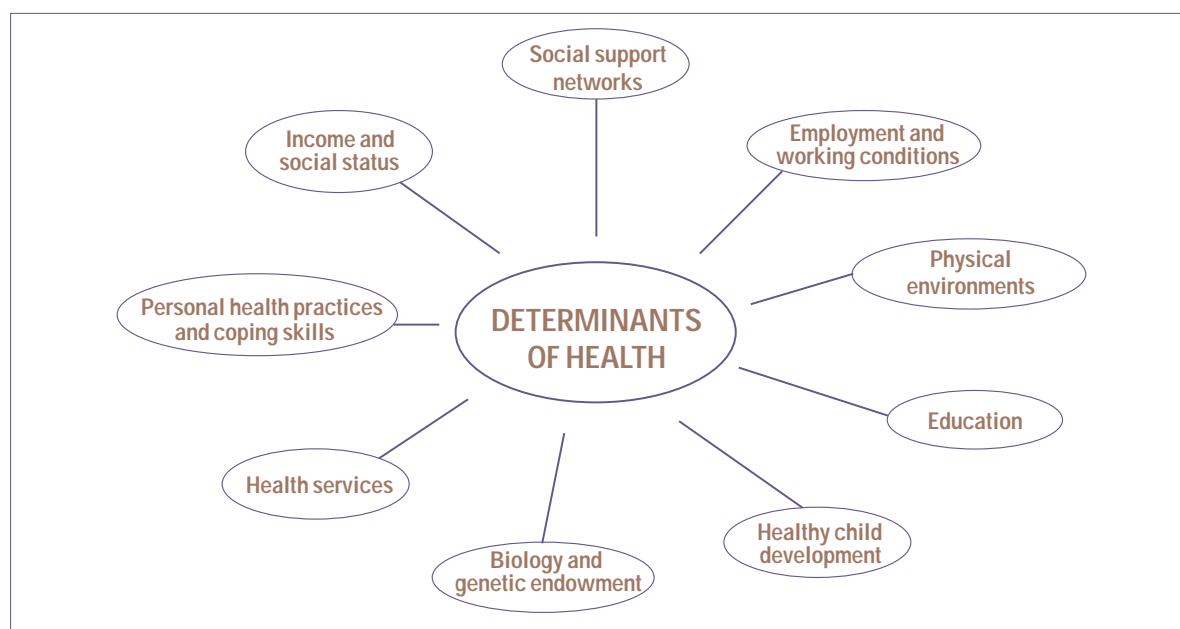 Social support
networks
Income and
social status
Employment and
working conditions
Physical
environments
Personal health practices
and coping skills
DETERMINANTS
OF HEALTH
Education
Health services
Healthy child
development
Biology and
genetic endowment